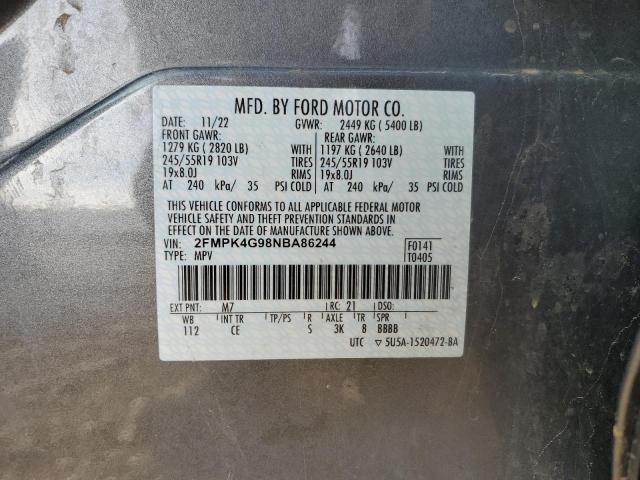 MFD. BY FORD MOTOR CO.
DATE: 11/22 GVWR: 2449 KG ( 5400 LB)
FRONT GAWR: REAR GAWR:
1279 KG ( 2820 LB) WITH 1197 KG ( 2640 LB) WITH
245/55R19 103V TIRES 245/55R19 103V TIRES
19x8.0J RIMS 19x8.0J RIMS
AT 240 kPa/ 35 PSI COLD AT 240 kPa/ 35 PSI COLD
THIS VEHICLE CONFORMS TO ALL APPLICABLE FEDERAL MOTOR
VEHICLE SAFETY AND THEFT PREVENTION STANDARDS IN
EFFECT ON THE DATE OF MANUFACTURE SHOWN ABOVE.
VIN: 2FMPK4G98NBA86244 F0141
TYPE: MPV T0405
EXT PNT: M7 RC: 21 DSO:
WB INT TR TP/PS R AXLE TR SPR
112 CE S 3K 8 BBBB
UTC ▽ 5U5A-1520472-BA